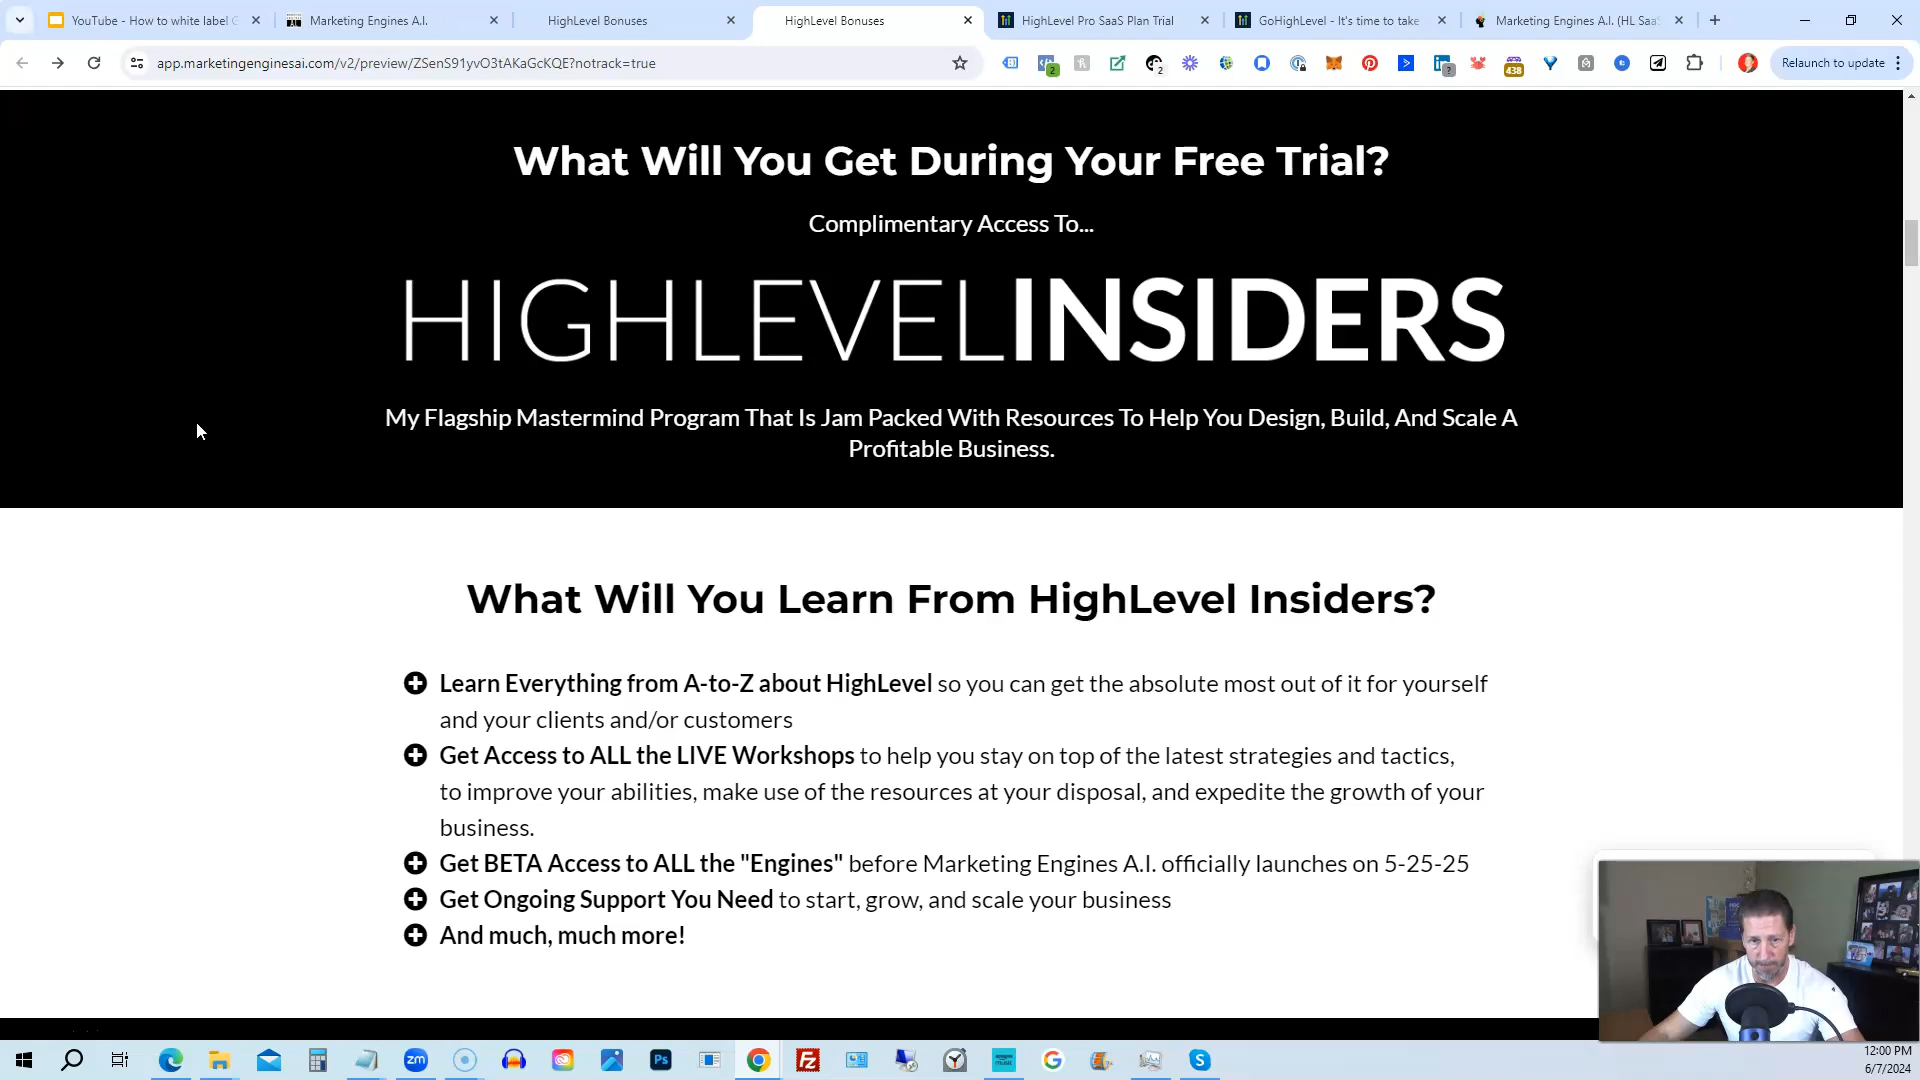 YouTube - How to white label G
Marketing Engines A.I.
HighLevel Bonuses
HighLevel Bonuses
HighLevel Pro SaaS Plan Trial
GoHighLevel - It's time to take
Marketing Engines A.I. (HL SaaS
app.marketingenginesai.com/v2/preview/ZSenS91yvO3tAKaGcKQE?notrack=true
2
2
?
438
Relaunch to update
What Will You Get During Your Free Trial?
Complimentary Access To...
HIGHLEVELINSIDERS
My Flagship Mastermind Program That Is Jam Packed With Resources To Help You Design, Build, And Scale A
Profitable Business.
What Will You Learn From HighLevel Insiders?
Learn Everything from A-to-Z about HighLevel so you can get the absolute most out of it for yourself
and your clients and/or customers
Get Access to ALL the LIVE Workshops to help you stay on top of the latest strategies and tactics,
to improve your abilities, make use of the resources at your disposal, and expedite the growth of your
business.
Get BETA Access to ALL the "Engines" before Marketing Engines A.I. officially launches on 5-25-25
Get Ongoing Support You Need to start, grow, and scale your business
And much, much more!
zm
Ps
Fz
amazon music
G
S
12:00 PM
6/7/2024